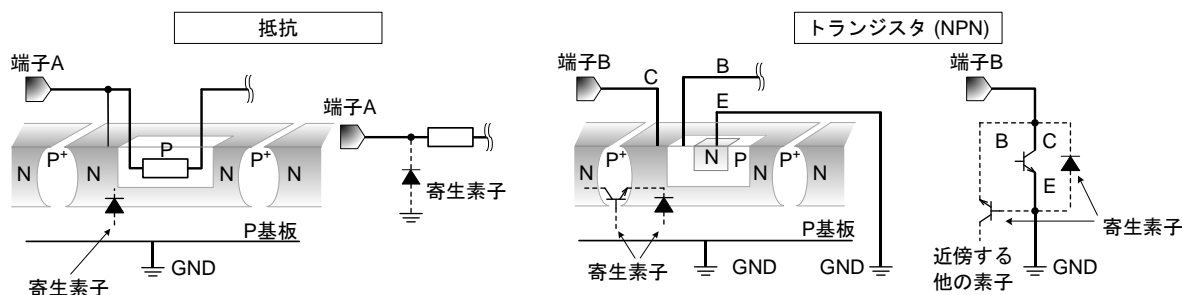 抵抗
トランジスタ (NPN)
端子A
P
N
P+
N
N
P+
N
P基板
GND
寄生素子
端子A
寄生素子
端子B
C
B
E
N
P+
N
N
P
N
P+
N
P基板
寄生素子
GND
GND
端子B
B
C
E
寄生素子
近傍する
他の素子
GND